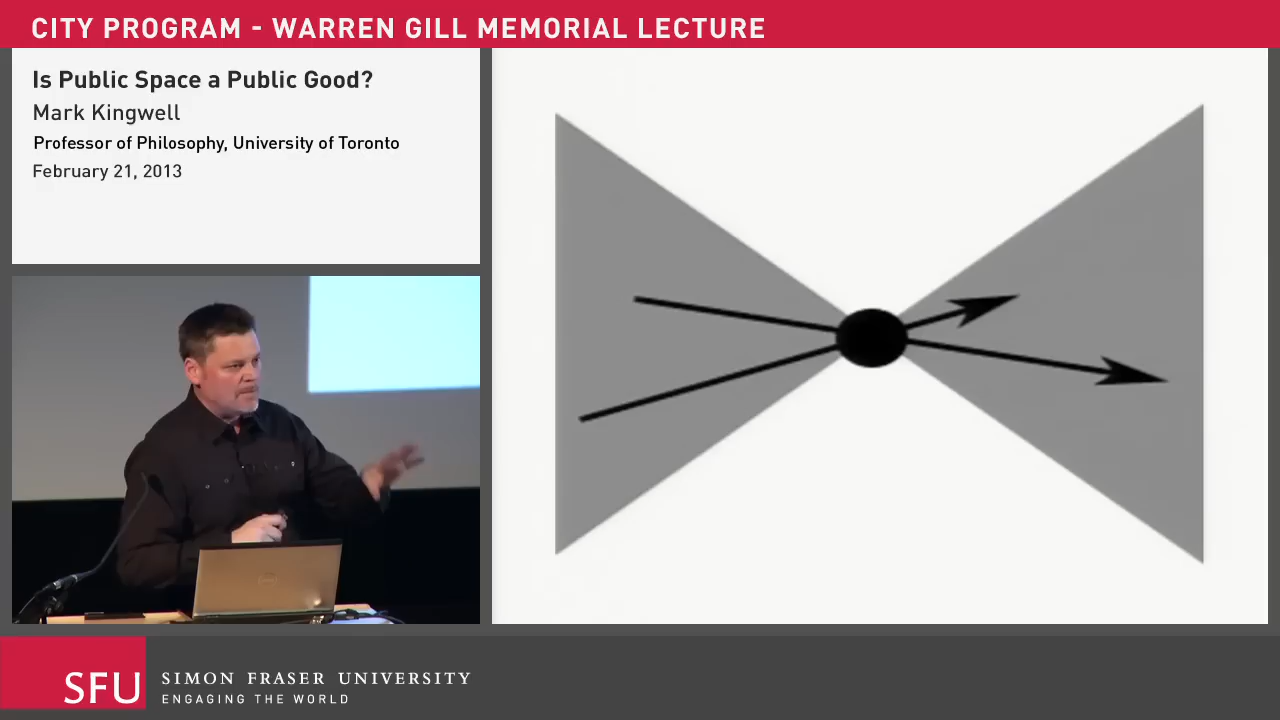 CITY PROGRAM - WARREN GILL MEMORIAL LECTURE
Is Public Space a Public Good?
Mark Kingwell
Professor of Philosophy, University of Toronto
February 21, 2013
SFU
SIMON FRASER UNIVERSITY
ENGAGING THE WORLD